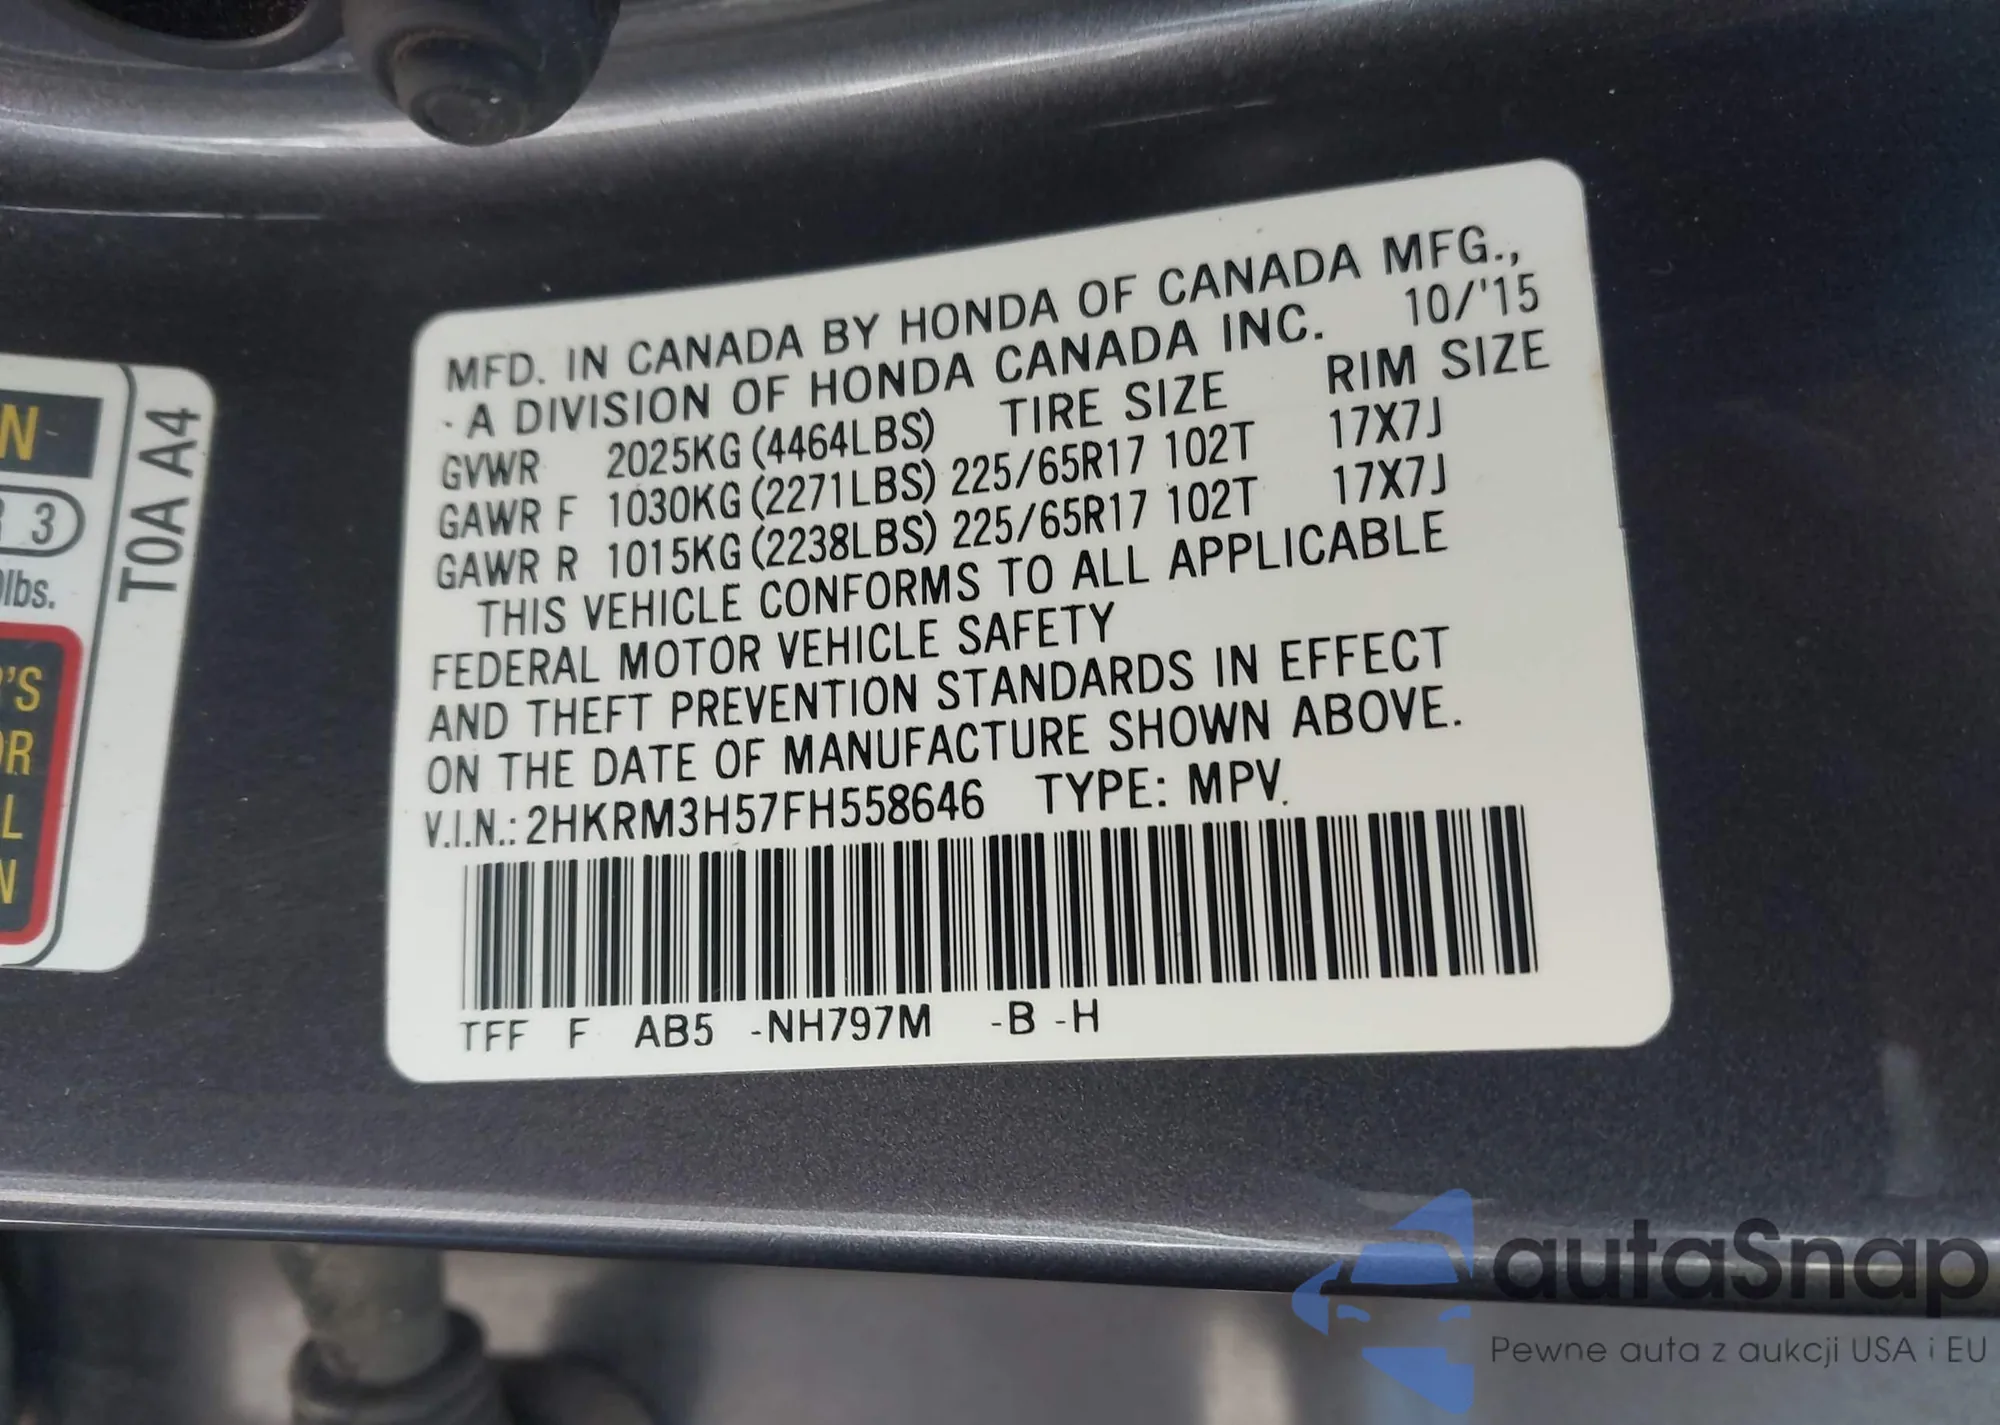 MFD. IN CANADA BY HONDA OF CANADA MFG.,
A DIVISION OF HONDA CANADA INC. 10/'15
GVWR 2025KG (4464LBS) TIRE SIZE RIM SIZE
GAWR F 1030KG (2271LBS) 225/65R17 102T 17X7J
GAWR R 1015KG (2238LBS) 225/65R17 102T 17X7J
THIS VEHICLE CONFORMS TO ALL APPLICABLE
FEDERAL MOTOR VEHICLE SAFETY
AND THEFT PREVENTION STANDARDS IN EFFECT
ON THE DATE OF MANUFACTURE SHOWN ABOVE.
V.I.N.: 2HKRM3H57FH558646 TYPE: MPV
TFF F AB5 -NH797M -B -H
T0A A4
3
lbs.
autaSnap
Pewne auta z aukcji USA i EU